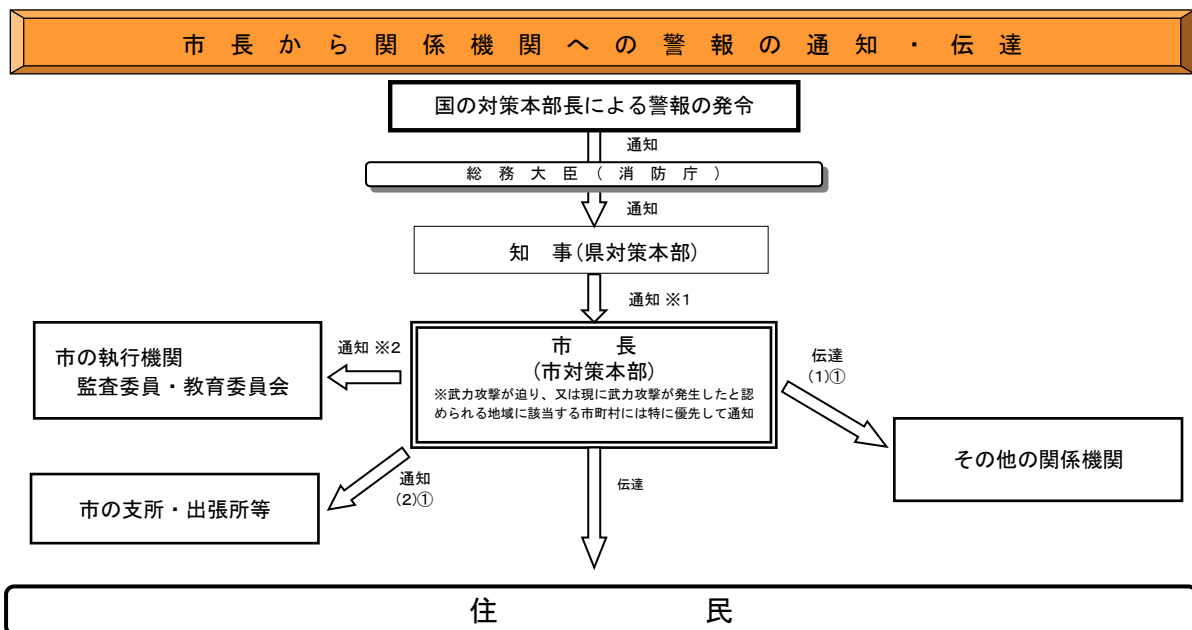 市長から関係機関への警報の通知・伝達
国の対策本部長による警報の発令
通知
総務大臣(消防庁)
通知
知　事(県対策本部)
通知 ※1
市　長
(市対策本部)
※武力攻撃が迫り、又は現に武力攻撃が発生したと認
められる地域に該当する市町村には特に優先して通知
市の執行機関
監査委員・教育委員会
通知 ※2
伝達
(1)①
その他の関係機関
通知
(2)①
市の支所・出張所等
伝達
住　民